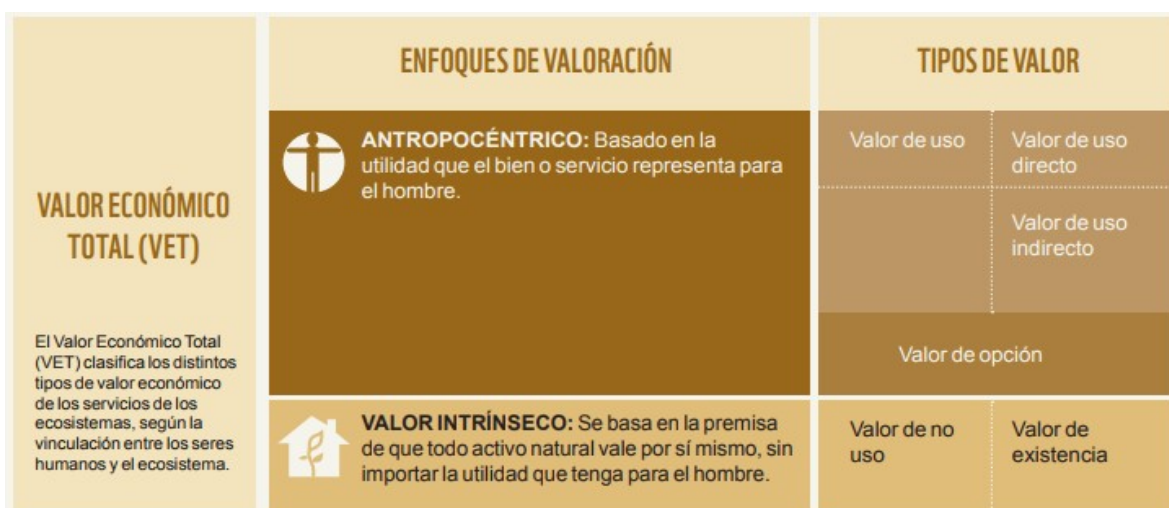 VALOR ECONÓMICO
TOTAL (VET)
El Valor Económico Total
(VET) clasifica los distintos
tipos de valor económico
de los servicios de los
ecosistemas, según la
vinculación entre los seres
humanos y el ecosistema.
ENFOQUES DE VALORACIÓN
ANTROPOCÉNTRICO: Basado en la
utilidad que el bien o servicio representa para
el hombre.
VALOR INTRÍNSECO: Se basa en la premisa
de que todo activo natural vale por sí mismo, sin
importar la utilidad que tenga para el hombre.
TIPOS DE VALOR
Valor de uso
Valor de uso
directo
Valor de uso
indirecto
Valor de opción
Valor de no
uso
Valor de
existencia